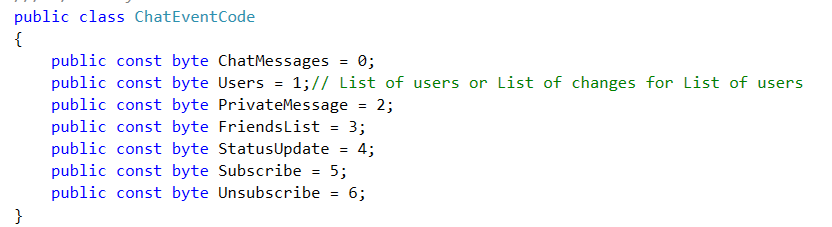 public class ChatEventCode
{
    public const byte ChatMessages = 0;
    public const byte Users = 1;// List of users or List of changes for List of users
    public const byte PrivateMessage = 2;
    public const byte FriendsList = 3;
    public const byte StatusUpdate = 4;
    public const byte Subscribe = 5;
    public const byte Unsubscribe = 6;
}